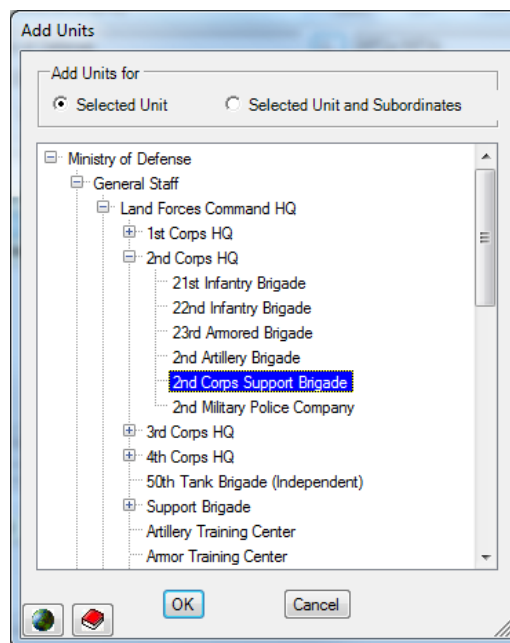 Add Units
Add Units for
Selected Unit Selected Unit and Subordinates
Ministry of Defense
General Staff
Land Forces Command HQ
1st Corps HQ
2nd Corps HQ
21st Infantry Brigade
22nd Infantry Brigade
23rd Armored Brigade
2nd Artillery Brigade
2nd Corps Support Brigade
2nd Military Police Company
3rd Corps HQ
4th Corps HQ
50th Tank Brigade (Independent)
Support Brigade
Artillery Training Center
Armor Training Center
OK Cancel